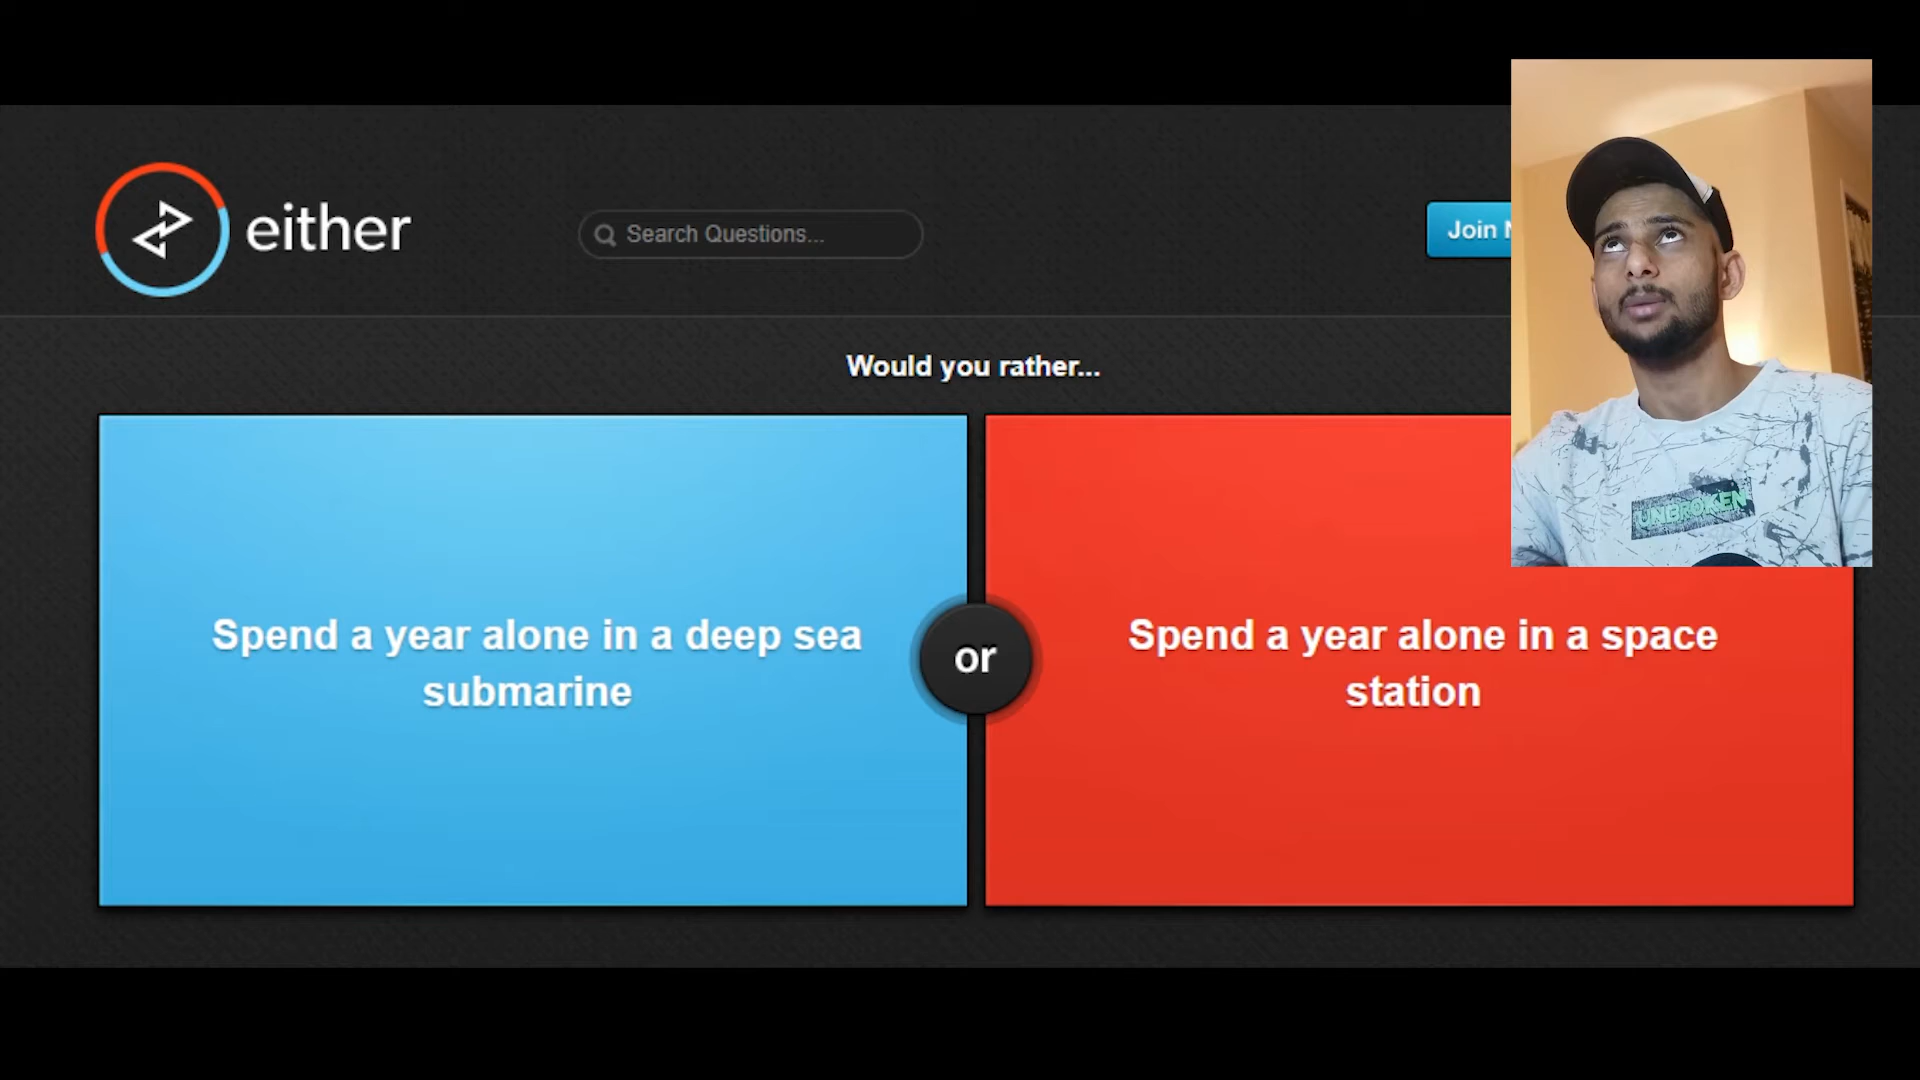 either
Search Questions...
Join
Would you rather...
Spend a year alone in a deep sea
submarine
or
Spend a year alone in a space
station
UNBROKEN